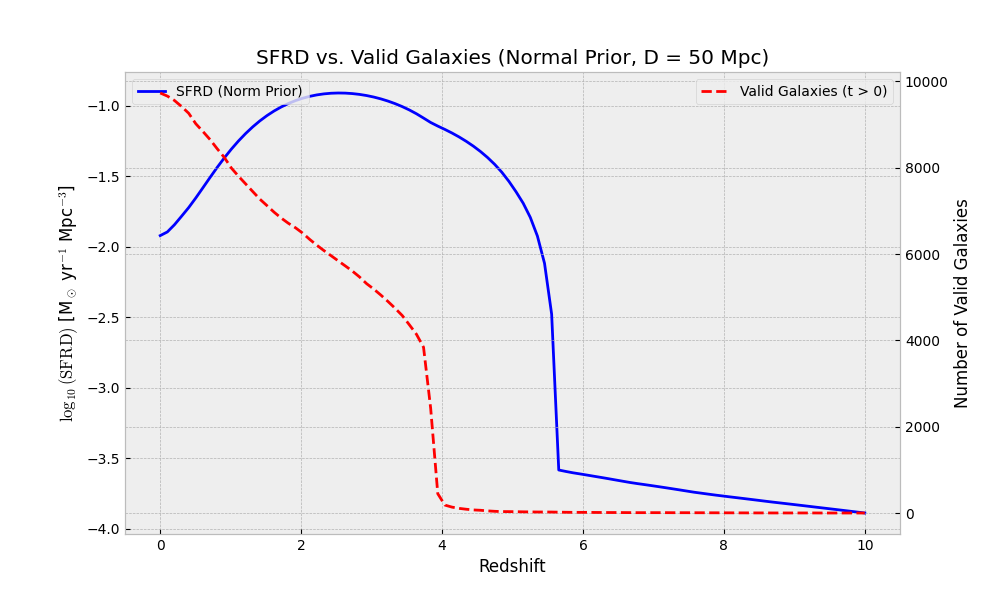 SFRD vs. Valid Galaxies (Normal Prior, D = 50 Mpc)
SFRD (Norm Prior)
Valid Galaxies (t > 0)
−1.0
−1.5
−2.0
−2.5
−3.0
−3.5
−4.0
log₁₀ (SFRD) [M⊙ yr⁻¹ Mpc⁻³]
10000
8000
6000
4000
2000
0
Number of Valid Galaxies
0 2 4 6 8 10
Redshift